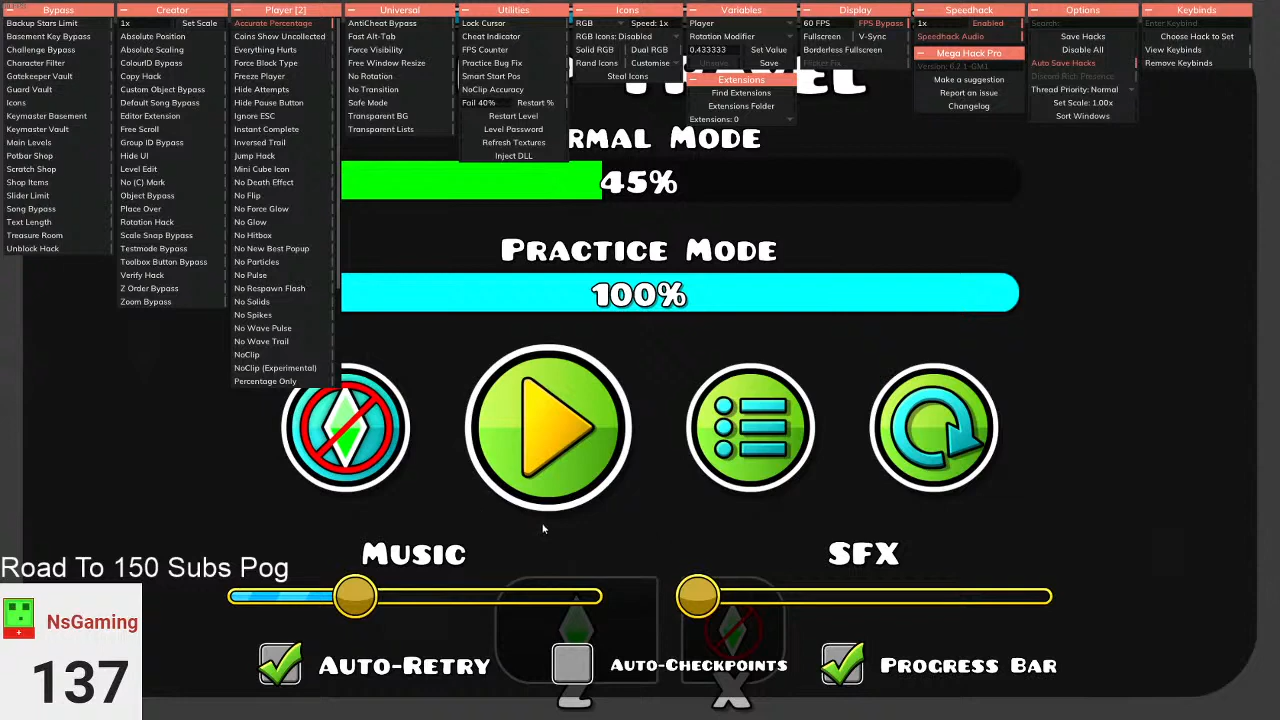 Bypass
Backup Stars Limit
Basement Key Bypass
Challenge Bypass
Character Filter
Gatekeeper Vault
Guard Vault
Icons
Keymaster Basement
Keymaster Vault
Main Levels
Potbar Shop
Scratch Shop
Shop Items
Slider Limit
Song Bypass
Text Length
Treasure Room
Unblock Hack
Creator
1x Set Scale
Absolute Position
Absolute Scaling
ColourID Bypass
Copy Hack
Custom Object Bypass
Default Song Bypass
Editor Extension
Free Scroll
Group ID Bypass
Hide UI
Level Edit
No (C) Mark
Object Bypass
Place Over
Rotation Hack
Scale Snap Bypass
Testmode Bypass
Toolbox Button Bypass
Verify Hack
Z Order Bypass
Zoom Bypass
Player [2]
Accurate Percentage
Coins Show Uncollected
Everything Hurts
Force Block Type
Freeze Player
Hide Attempts
Hide Pause Button
Ignore ESC
Instant Complete
Inversed Trail
Jump Hack
Mini Cube Icon
No Death Effect
No Flip
No Force Glow
No Glow
No Hitbox
No New Best Popup
No Particles
No Pulse
No Respawn Flash
No Solids
No Spikes
No Wave Pulse
No Wave Trail
NoClip
NoClip (Experimental)
Percentage Only
Universal
AntiCheat Bypass
Fast Alt-Tab
Force Visibility
Free Window Resize
No Rotation
No Transition
Safe Mode
Transparent BG
Transparent Lists
Utilities
Lock Cursor
Cheat Indicator
FPS Counter
Practice Bug Fix
Smart Start Pos
NoClip Accuracy
Fail 40% Restart %
Restart Level
Level Password
Refresh Textures
Inject DLL
Icons
RGB Speed: 1x
RGB Icons: Disabled
Solid RGB Dual RGB
Rand Icons Customise
Steal Icons
Variables
Player
Rotation Modifier
0.433333 Set Value
Unsave Save
Extensions
Find Extensions
Extensions Folder
Extensions: 0
Display
60 FPS FPS Bypass
Fullscreen V-Sync
Borderless Fullscreen
Flicker Fix
Speedhack
1x Enabled
Speedhack Audio
Mega Hack Pro
Make a suggestion
Report an issue
Changelog
Options
Search:
Save Hacks
Disable All
Auto Save Hacks
Discord Rich Presence
Thread Priority: Normal
Set Scale: 1.00x
Sort Windows
Keybinds
Enter Keybind
Choose Hack to Set
View Keybinds
Remove Keybinds
rmal Mode
45%
Practice Mode
100%
Music SFX
Auto-Retry Auto-Checkpoints Progress Bar
Z X
Road To 150 Subs Pog
NsGaming
137